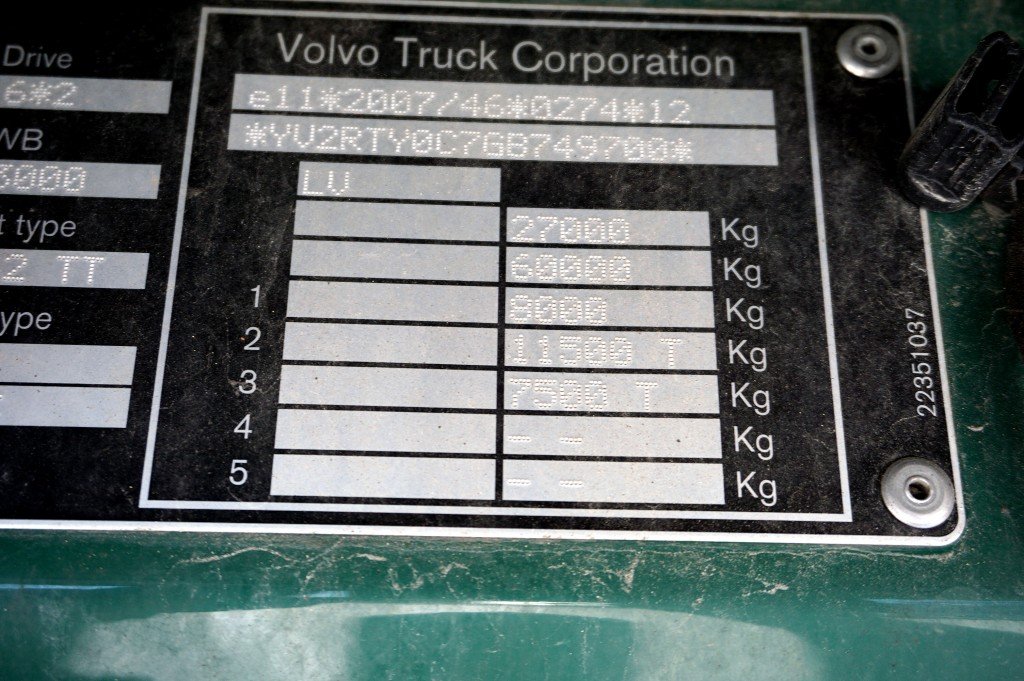 Drive
6*2
WB
3000
t type
2 TT
ype
Volvo Truck Corporation
e11*2007/46*0274*12
*YV2RTY0C7GB749700*
LV
27000 Kg
60000 Kg
1 8000 Kg
2 11500 T Kg
3 7500 T Kg
4 -- -- Kg
5 -- -- Kg
22351037